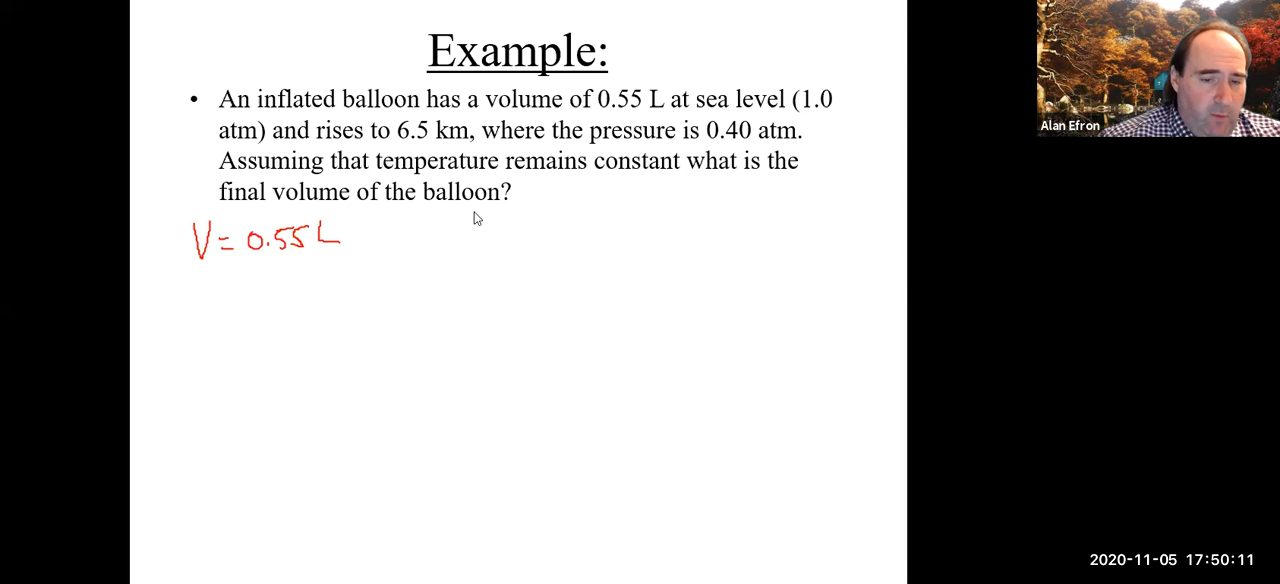 Example:
• An inflated balloon has a volume of 0.55 L at sea level (1.0
atm) and rises to 6.5 km, where the pressure is 0.40 atm.
Assuming that temperature remains constant what is the
final volume of the balloon?
V = 0.55 L
Alan Efron
2020-11-05 17:50:11